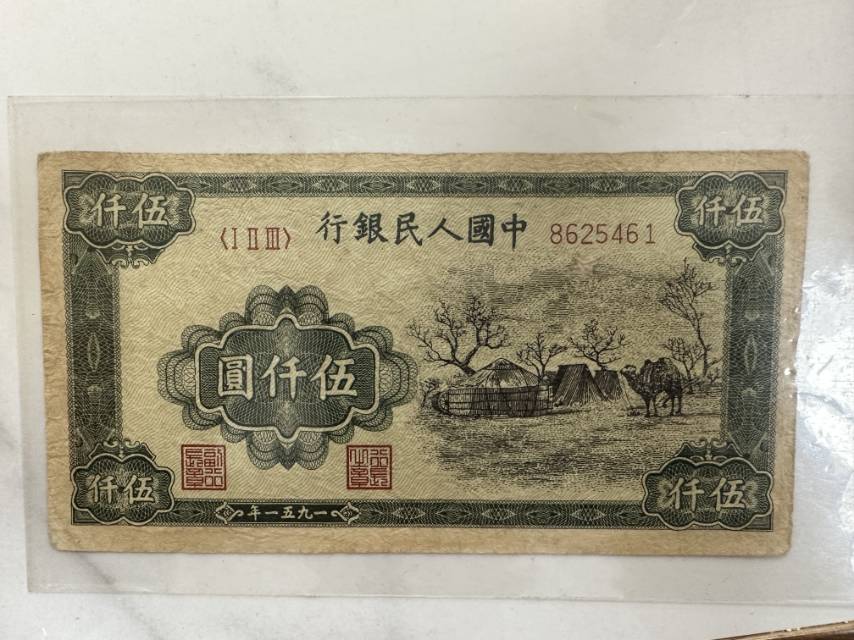 伍仟
伍仟
〈I II III〉
中國人民銀行
8625461
伍仟圓
伍仟
伍仟
一九五一年